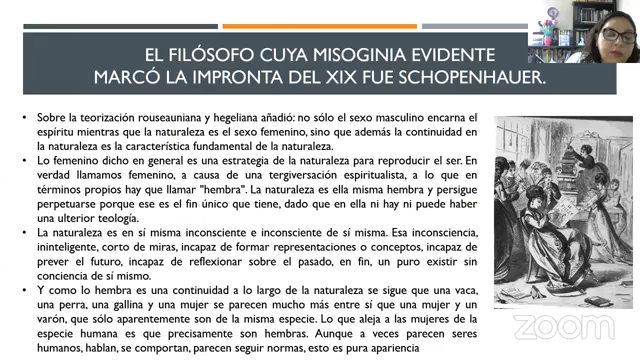 EL FILÓSOFO CUYA MISOGINIA EVIDENTE
MARCÓ LA IMPRONTA DEL XIX FUE SCHOPENHAUER.
• Sobre la teorización rouseauniana y hegeliana añadió: no sólo el sexo masculino encarna el
espíritu mientras que la naturaleza es el sexo femenino, sino que además la continuidad en
la naturaleza es la característica fundamental de la naturaleza.
• Lo femenino dicho en general es una estrategia de la naturaleza para reproducir el ser. En
verdad llamamos femenino, a causa de una tergiversación espiritualista, a lo que en
términos propios hay que llamar "hembra". La naturaleza es ella misma hembra y persigue
perpetuarse porque ese es el fin único que tiene, dado que en ella ni hay ni puede haber
una ulterior teología.
• La naturaleza es en sí misma inconsciente e inconsciente de sí misma. Esa inconsciencia,
ininteligente, corto de miras, incapaz de formar representaciones o conceptos, incapaz de
prever el futuro, incapaz de reflexionar sobre el pasado, en fin, un puro existir sin
conciencia de sí mismo.
• Y como lo hembra es una continuidad a lo largo de la naturaleza se sigue que una vaca,
una perra, una gallina y una mujer se parecen mucho más entre sí que una mujer y un
varón, que sólo aparentemente son de la misma especie. Lo que aleja a las mujeres de la
especie humana es que precisamente son hembras. Aunque a veces parecen seres
humanos, hablan, se comportan, parecen seguir normas, esto es pura apariencia
zoom